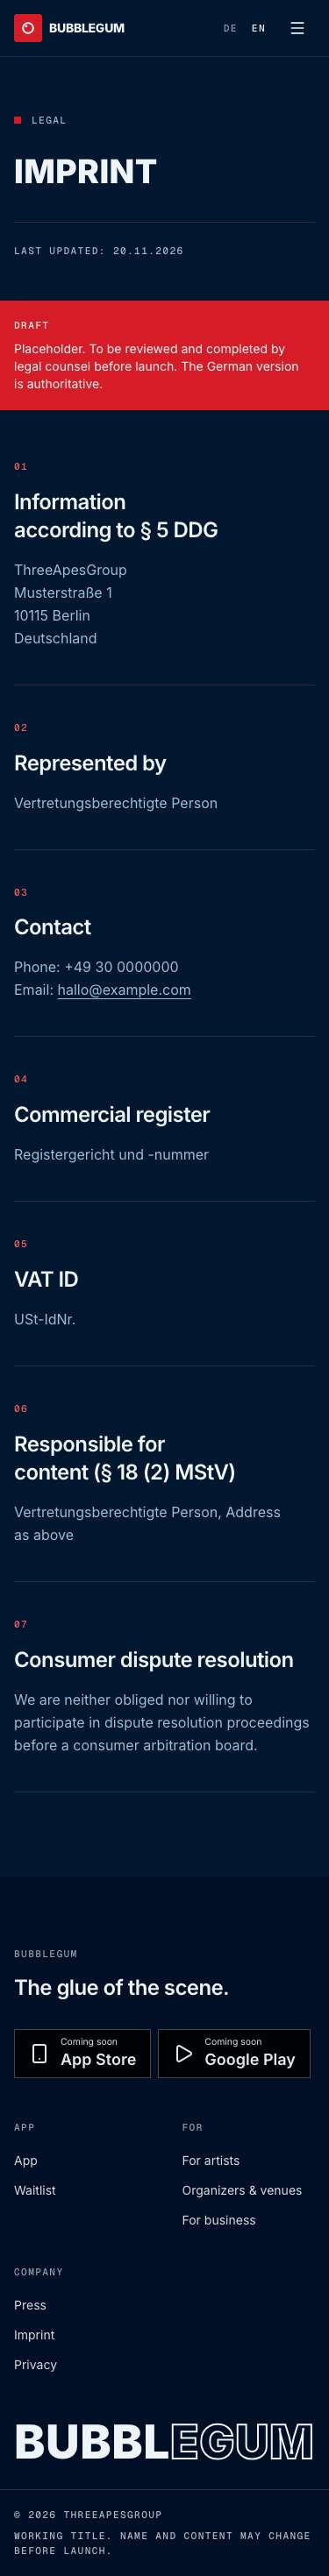 BUBBLEGUM
DE EN
LEGAL
IMPRINT
LAST UPDATED: 20.11.2026
DRAFT
Placeholder. To be reviewed and completed by
legal counsel before launch. The German version
is authoritative.
01
Information
according to § 5 DDG
ThreeApesGroup
Musterstraße 1
10115 Berlin
Deutschland
02
Represented by
Vertretungsberechtigte Person
03
Contact
Phone: +49 30 0000000
Email: hallo@example.com
04
Commercial register
Registergericht und -nummer
05
VAT ID
USt-IdNr.
06
Responsible for
content (§ 18 (2) MStV)
Vertretungsberechtigte Person, Address
as above
07
Consumer dispute resolution
We are neither obliged nor willing to
participate in dispute resolution proceedings
before a consumer arbitration board.
BUBBLEGUM
The glue of the scene.
Coming soon
App Store
Coming soon
Google Play
APP
App
Waitlist
FOR
For artists
Organizers & venues
For business
COMPANY
Press
Imprint
Privacy
BUBBLEGUM
© 2026 THREEAPESGROUP
WORKING TITLE. NAME AND CONTENT MAY CHANGE
BEFORE LAUNCH.